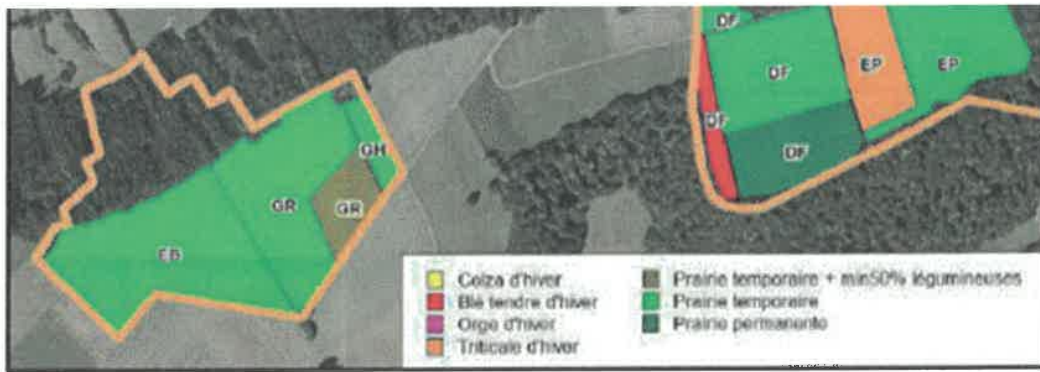 DF
DF
EP
EP
DF
DF
GH
GR
GR
EB
Colza d'hiver
Blé tendre d'hiver
Orge d'hiver
Triticale d'hiver
Prairie temporaire + min50% légumineuses
Prairie temporaire
Prairie permanente